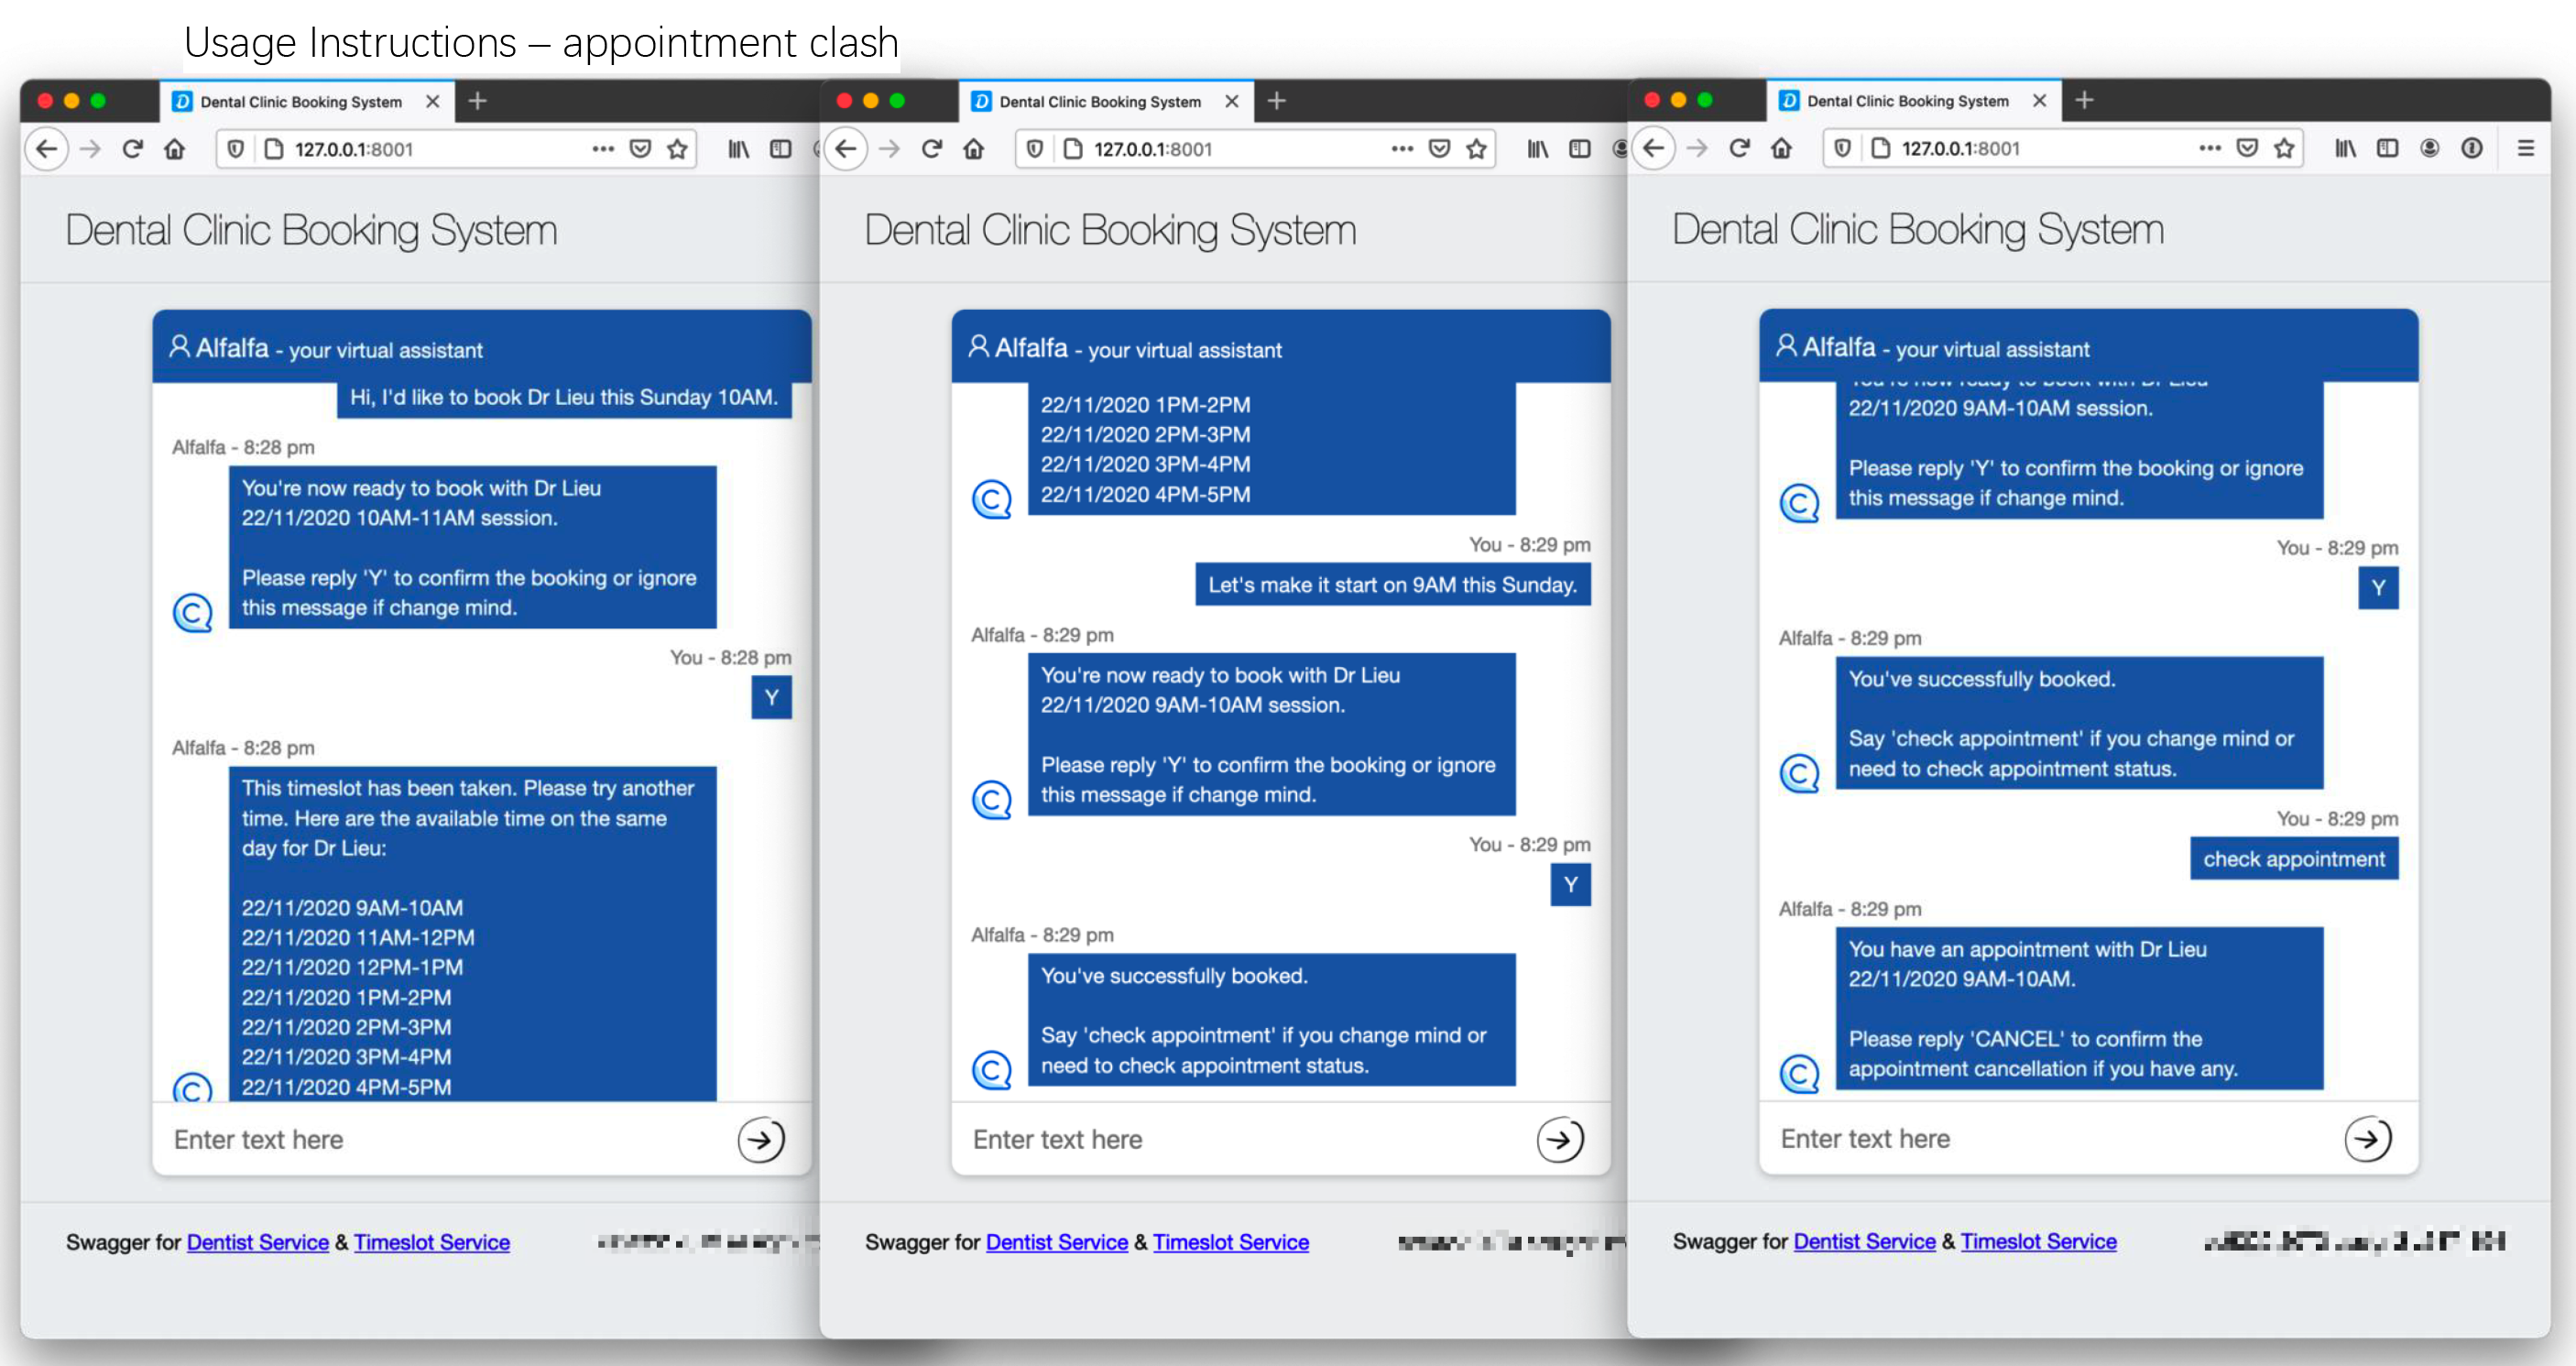 Usage Instructions – appointment clash
Dental Clinic Booking System
127.0.0.1:8001
Dental Clinic Booking System
Alfalfa - your virtual assistant
Hi, I'd like to book Dr Lieu this Sunday 10AM.
Alfalfa - 8:28 pm
You're now ready to book with Dr Lieu
22/11/2020 10AM-11AM session.
Please reply 'Y' to confirm the booking or ignore
this message if change mind.
You - 8:28 pm
Y
Alfalfa - 8:28 pm
This timeslot has been taken. Please try another
time. Here are the available time on the same
day for Dr Lieu:
22/11/2020 9AM-10AM
22/11/2020 11AM-12PM
22/11/2020 12PM-1PM
22/11/2020 1PM-2PM
22/11/2020 2PM-3PM
22/11/2020 3PM-4PM
22/11/2020 4PM-5PM
Enter text here
Swagger for Dentist Service & Timeslot Service
Dental Clinic Booking System
127.0.0.1:8001
Dental Clinic Booking System
Alfalfa - your virtual assistant
22/11/2020 1PM-2PM
22/11/2020 2PM-3PM
22/11/2020 3PM-4PM
22/11/2020 4PM-5PM
You - 8:29 pm
Let's make it start on 9AM this Sunday.
Alfalfa - 8:29 pm
You're now ready to book with Dr Lieu
22/11/2020 9AM-10AM session.
Please reply 'Y' to confirm the booking or ignore
this message if change mind.
You - 8:29 pm
Y
Alfalfa - 8:29 pm
You've successfully booked.
Say 'check appointment' if you change mind or
need to check appointment status.
Enter text here
Swagger for Dentist Service & Timeslot Service
Dental Clinic Booking System
127.0.0.1:8001
Dental Clinic Booking System
Alfalfa - your virtual assistant
You're now ready to book with Dr Lieu
22/11/2020 9AM-10AM session.
Please reply 'Y' to confirm the booking or ignore
this message if change mind.
You - 8:29 pm
Y
Alfalfa - 8:29 pm
You've successfully booked.
Say 'check appointment' if you change mind or
need to check appointment status.
You - 8:29 pm
check appointment
Alfalfa - 8:29 pm
You have an appointment with Dr Lieu
22/11/2020 9AM-10AM.
Please reply 'CANCEL' to confirm the
appointment cancellation if you have any.
Enter text here
Swagger for Dentist Service & Timeslot Service